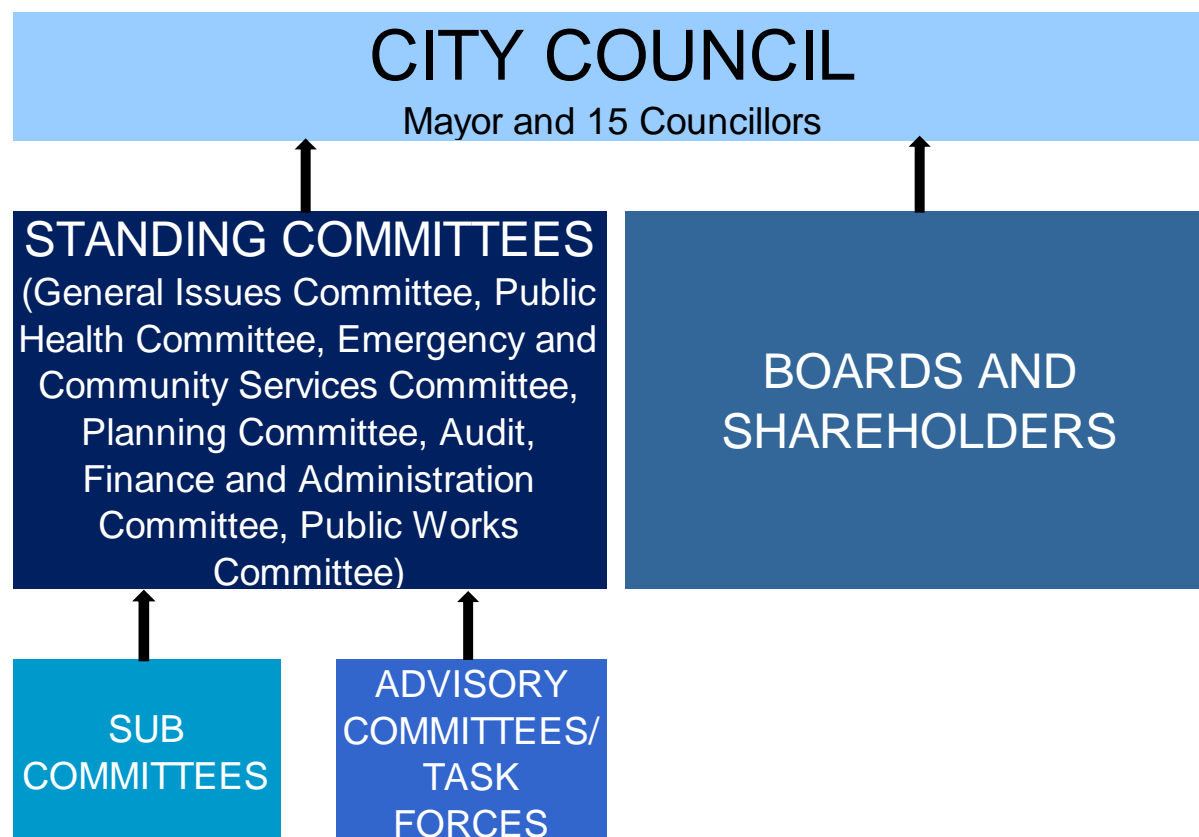 CITY COUNCIL
Mayor and 15 Councillors
STANDING COMMITTEES
(General Issues Committee, Public
Health Committee, Emergency and
Community Services Committee,
Planning Committee, Audit,
Finance and Administration
Committee, Public Works
Committee)
BOARDS AND
SHAREHOLDERS
SUB
COMMITTEES
ADVISORY
COMMITTEES/
TASK
FORCES